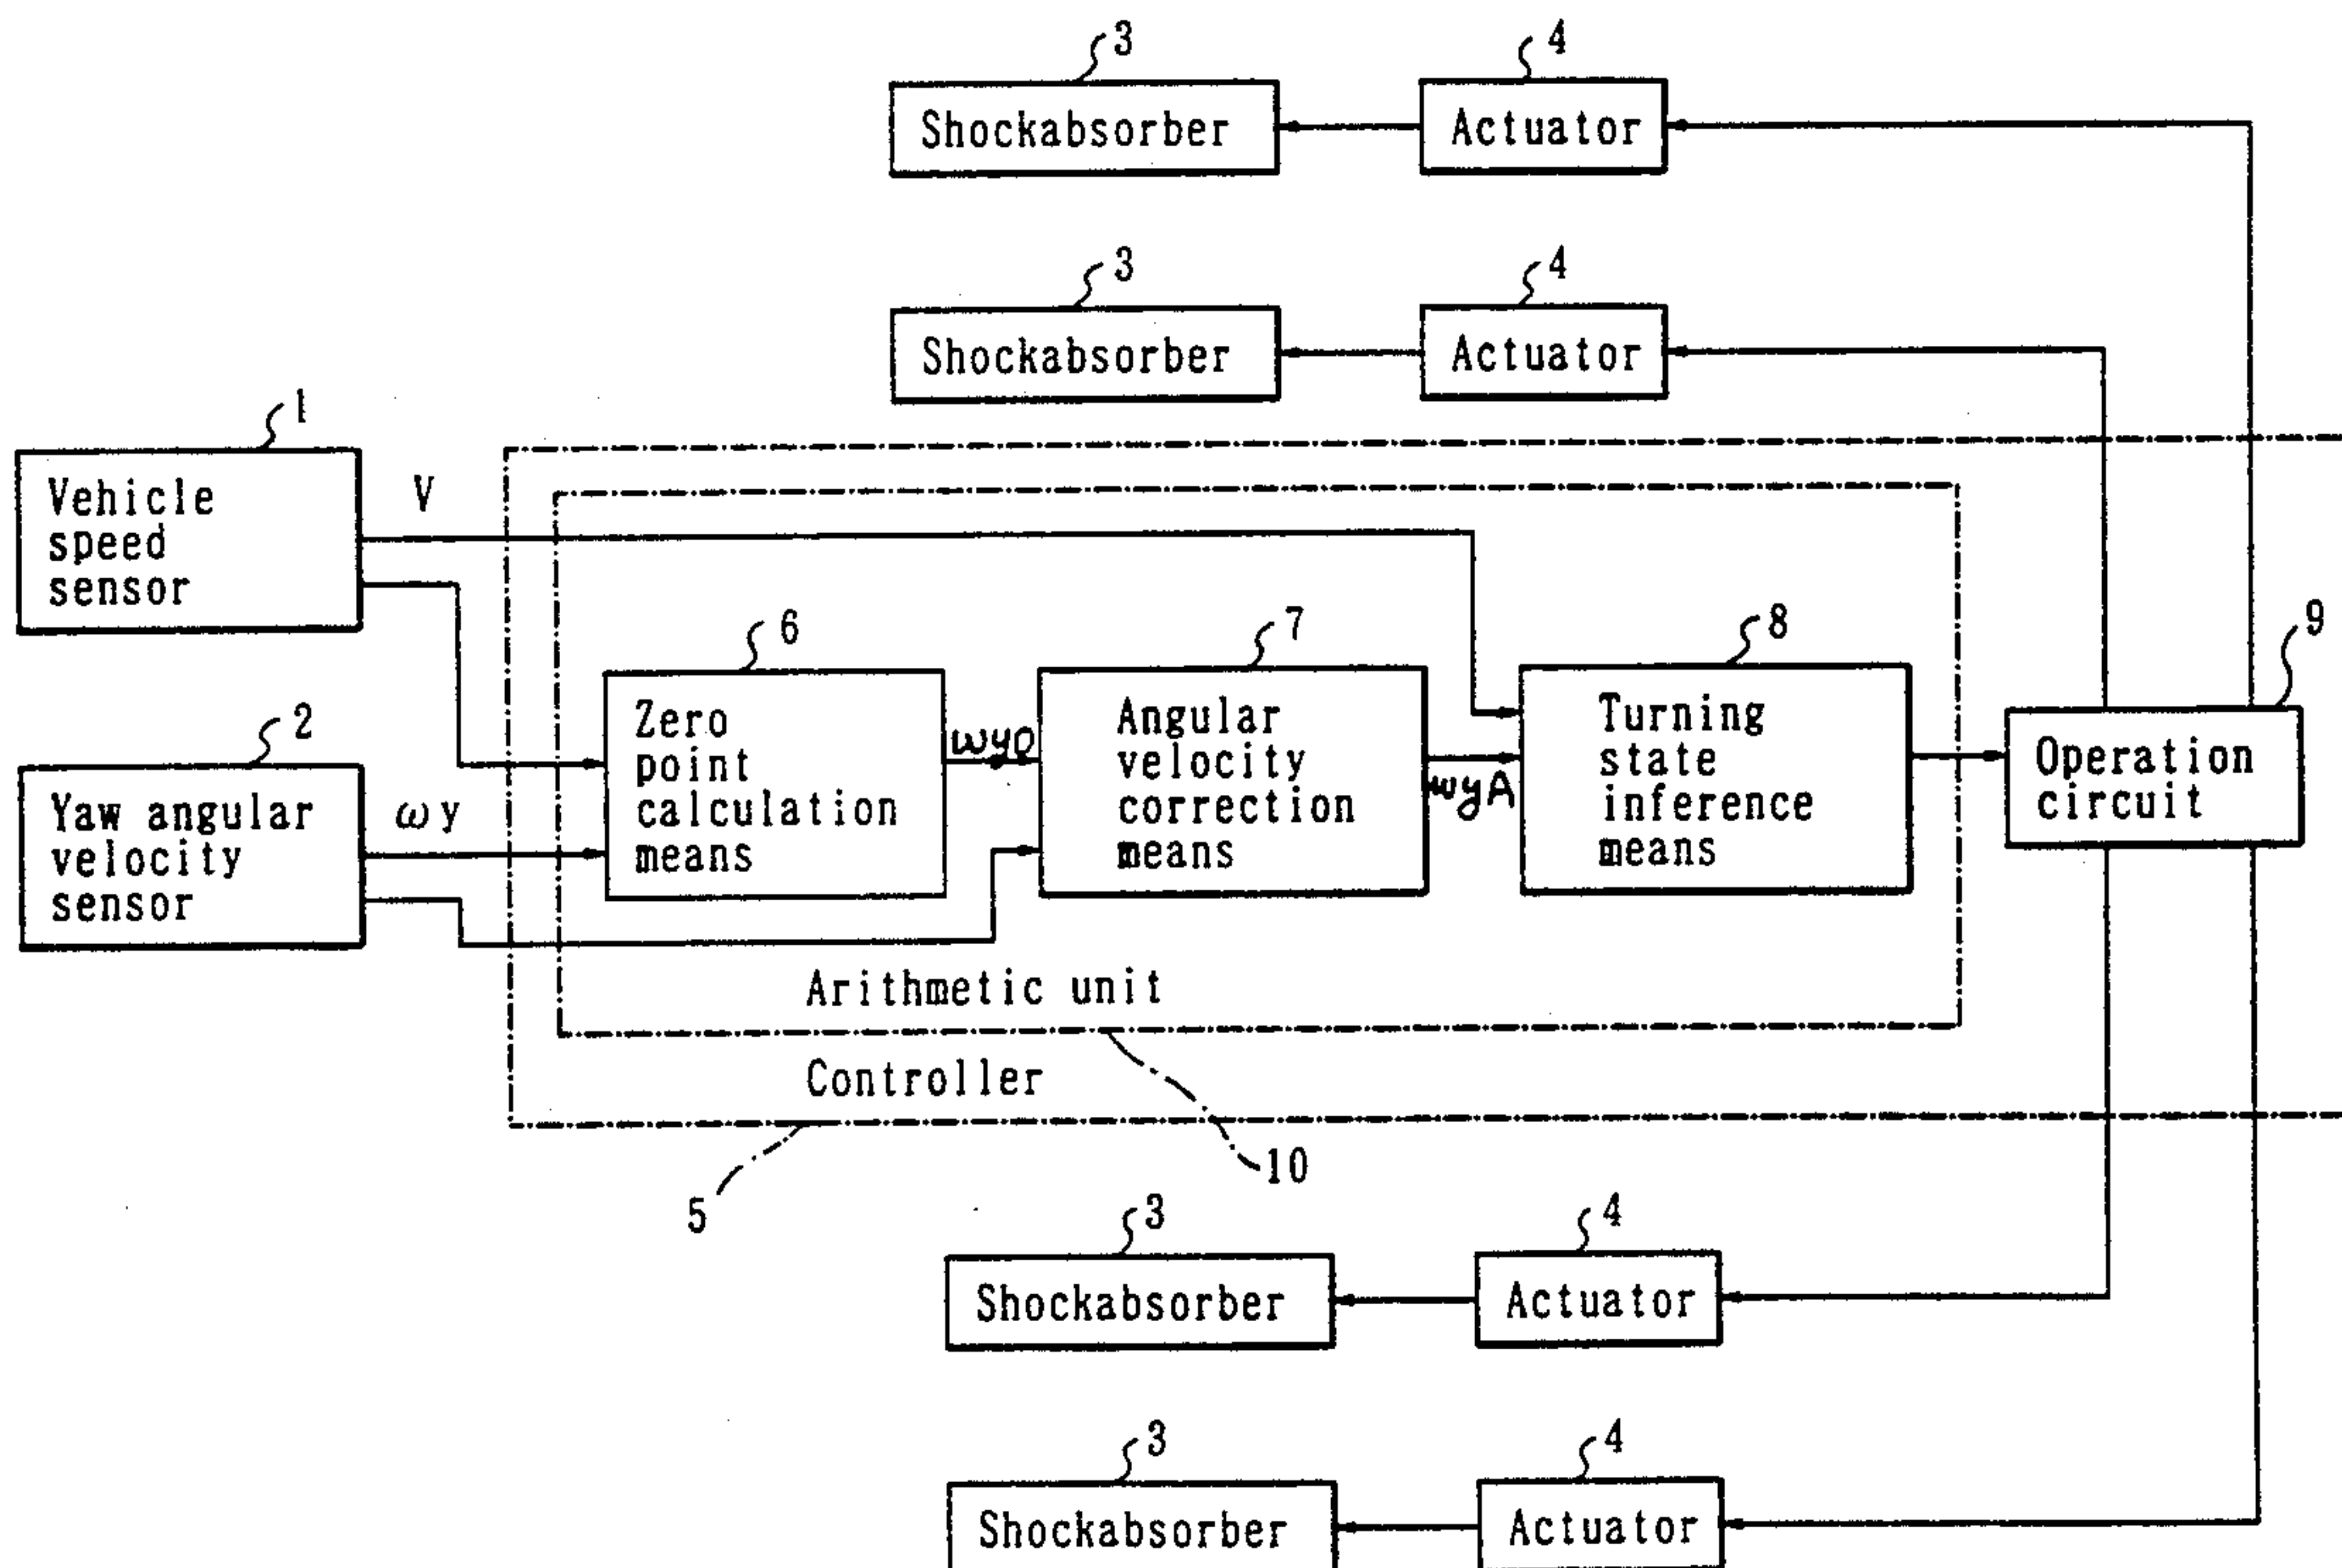 3
4
Shockabsorber
Actuator
3
4
Shockabsorber
Actuator
1
Vehicle
speed
sensor
V
6
7
8
9
2
Yaw angular
velocity
sensor
ωy
Zero
point
calculation
means
ωy0
Angular
velocity
correction
means
ωyA
Turning
state
inference
means
Operation
circuit
Arithmetic unit
Controller
5
10
3
4
Shockabsorber
Actuator
3
4
Shockabsorber
Actuator